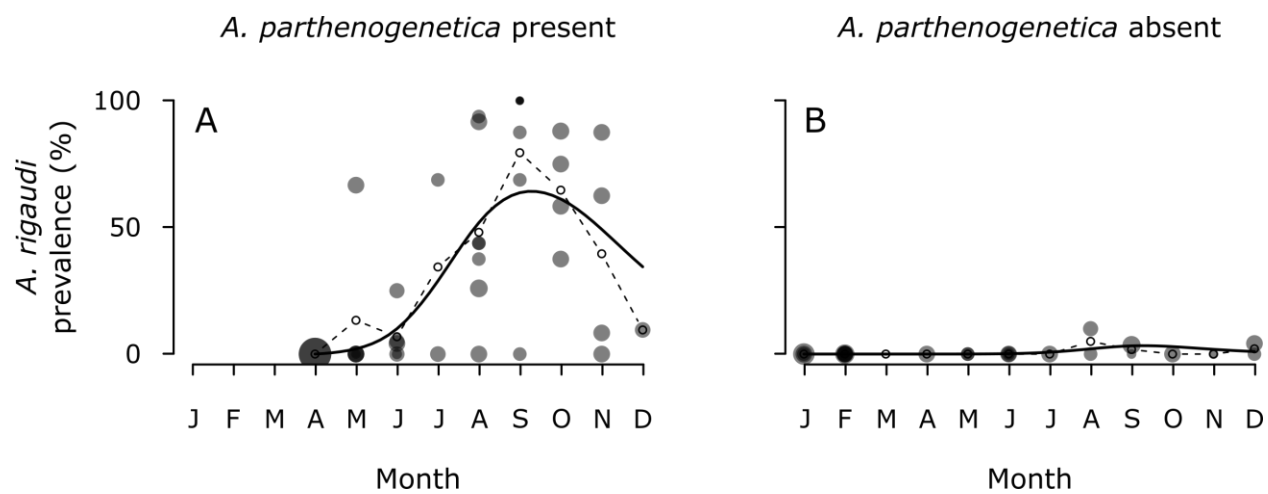 A. parthenogenetica present
A. parthenogenetica absent
A. rigaudi
prevalence (%)
100
50
0
A
B
J F M A M J J A S O N D
J F M A M J J A S O N D
Month
Month